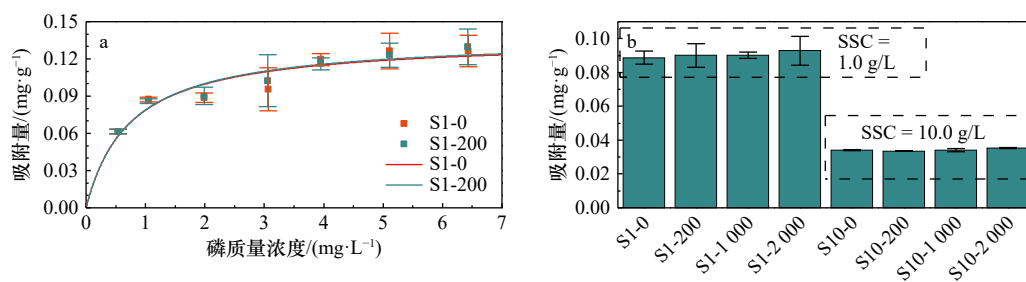 a
吸附量/(mg·g⁻¹)
0.15
0.12
0.09
0.06
0.03
0.00
0
1
2
3
4
5
6
7
磷质量浓度/(mg·L⁻¹)
S1-0
S1-200
S1-0
S1-200
b
吸附量/(mg·g⁻¹)
0.10
0.08
0.06
0.04
0.02
0.00
SSC =
1.0 g/L
SSC = 10.0 g/L
S1-0
S1-200
S1-1 000
S1-2 000
S10-0
S10-200
S10-1 000
S10-2 000